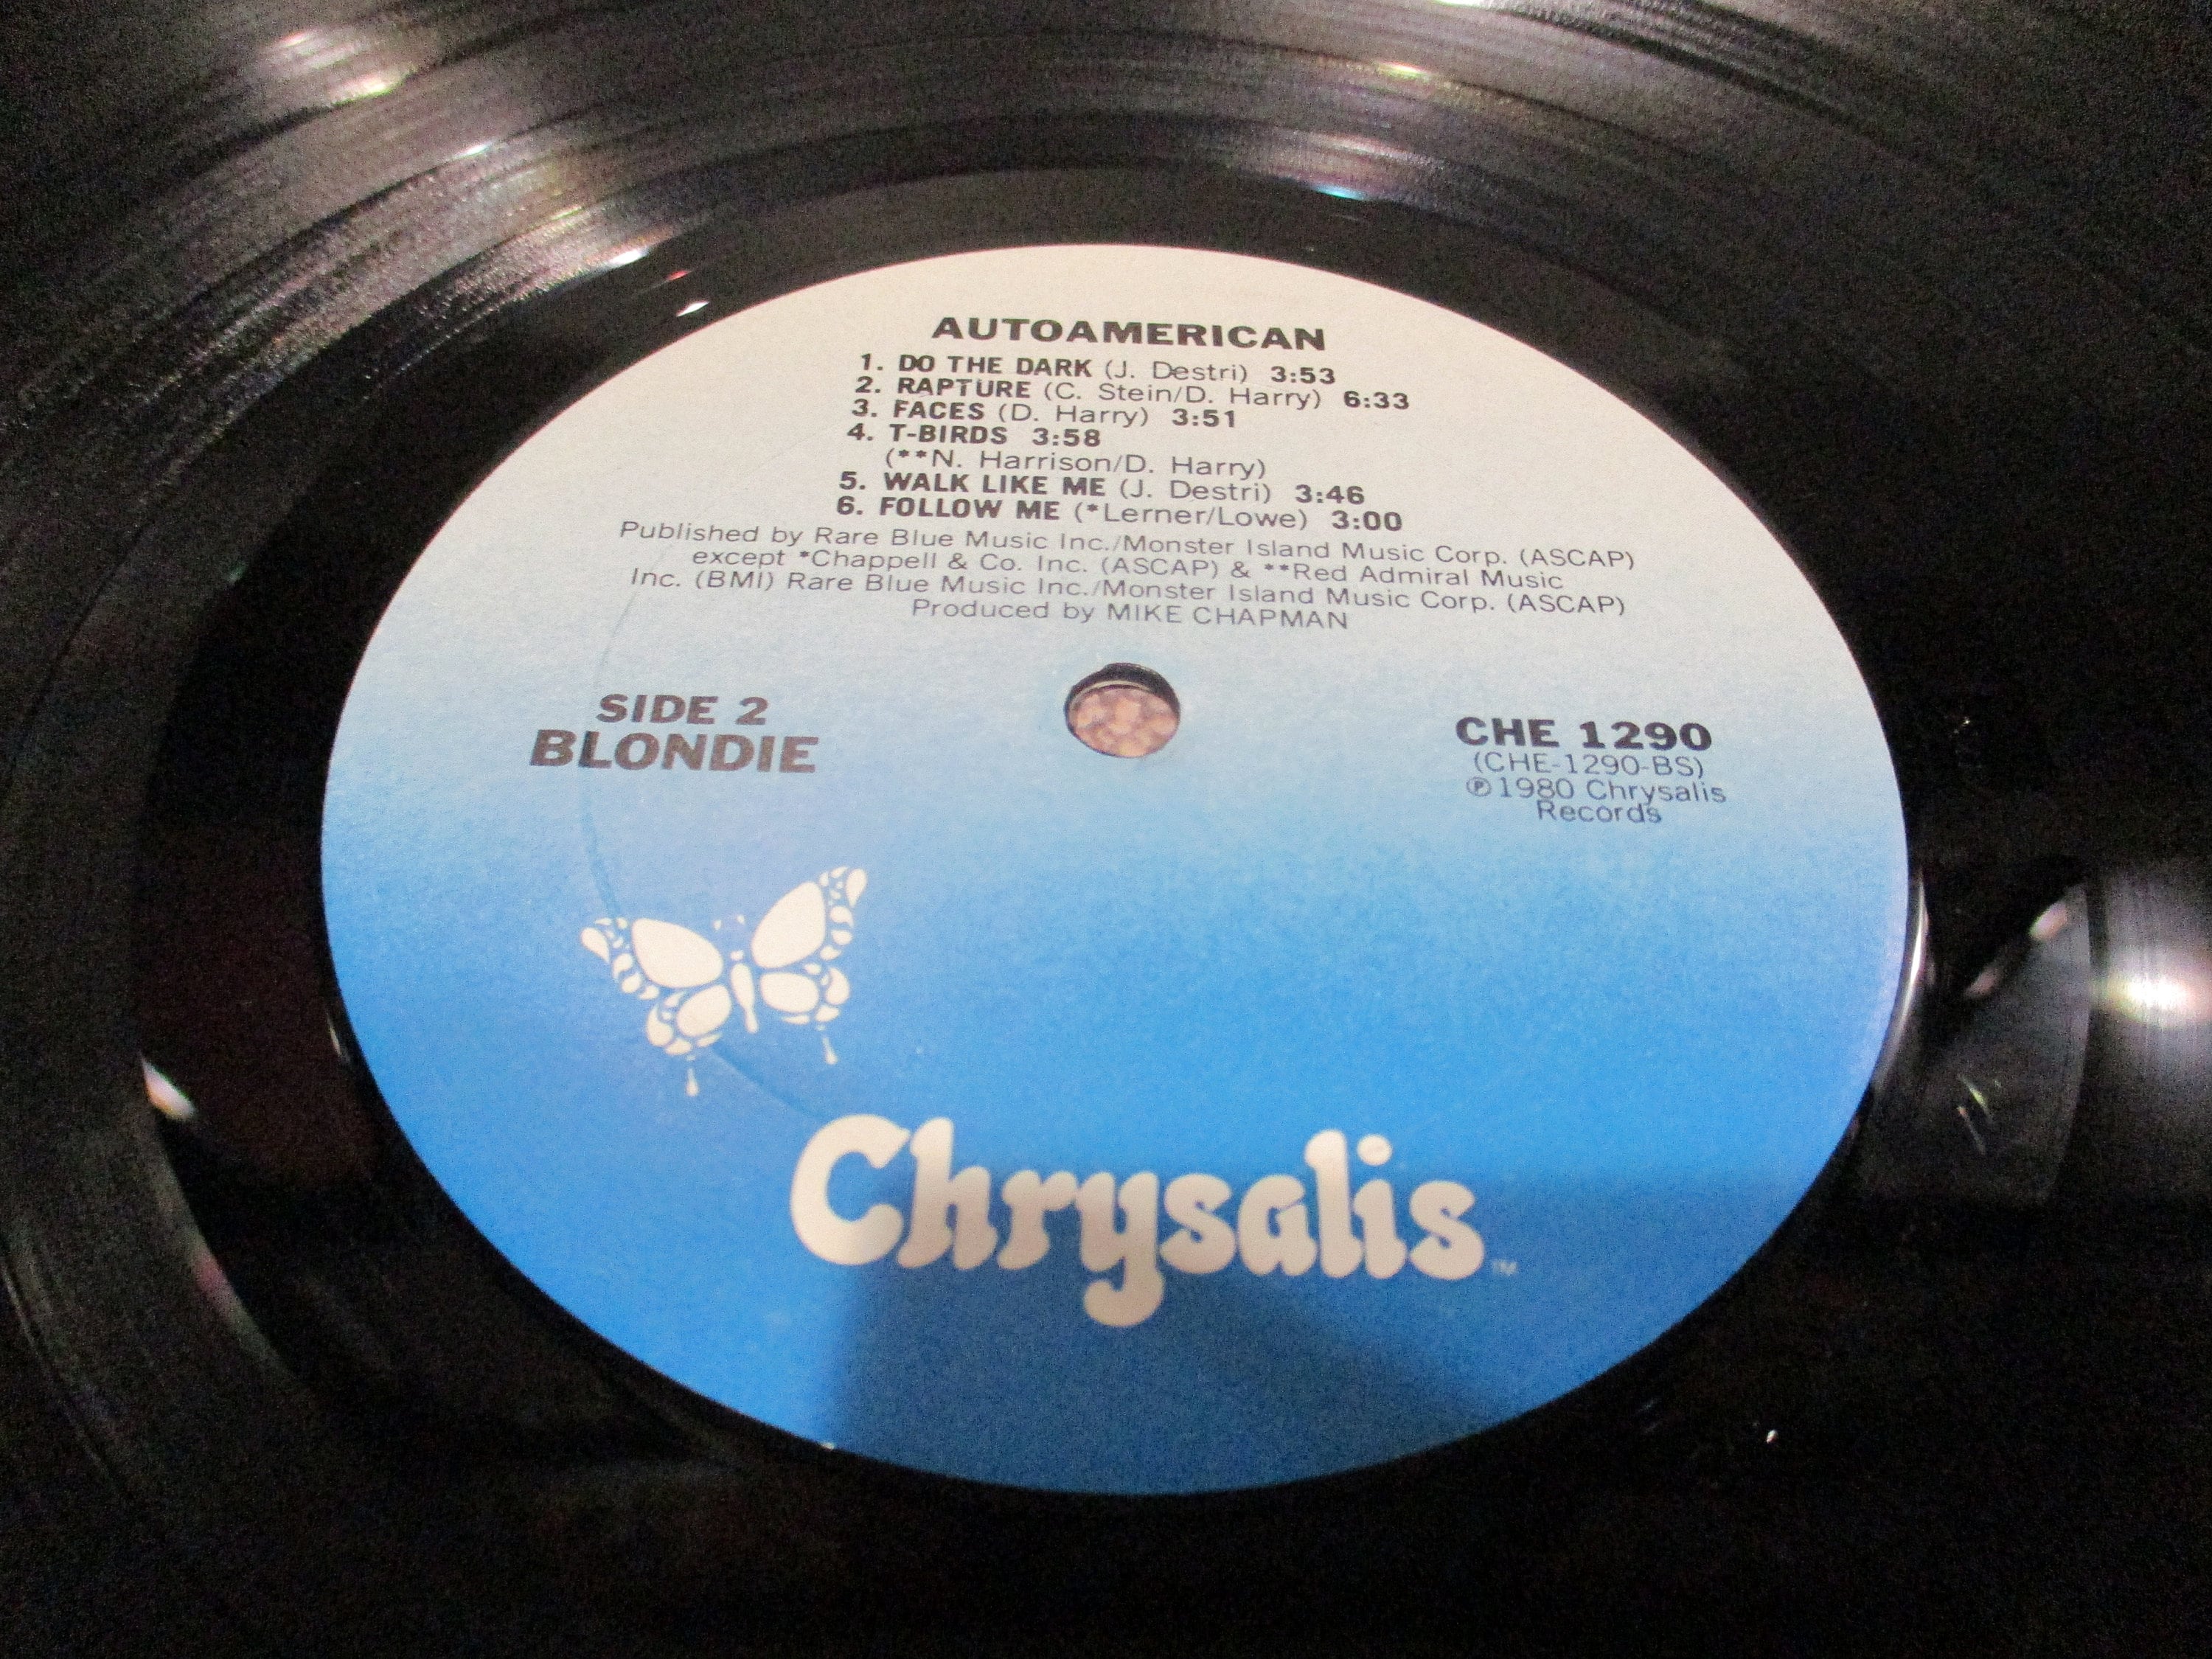 AUTOAMERICAN
1. DO THE DARK (J. Destri) 3:53
2. RAPTURE (C. Stein/D. Harry) 6:33
3. FACES (D. Harry) 3:51
4. T-BIRDS 3:58
(**N. Harrison/D. Harry)
5. WALK LIKE ME (J. Destri) 3:46
6. FOLLOW ME (*Lerner/Lowe) 3:00
Published by Rare Blue Music Inc./Monster Island Music Corp. (ASCAP)
except *Chappell & Co. Inc. (ASCAP) & **Red Admiral Music
Inc. (BMI) Rare Blue Music Inc./Monster Island Music Corp. (ASCAP)
Produced by MIKE CHAPMAN
SIDE 2
BLONDIE
CHE 1290
(CHE-1290-BS)
℗1980 Chrysalis
Records
Chrysalis™